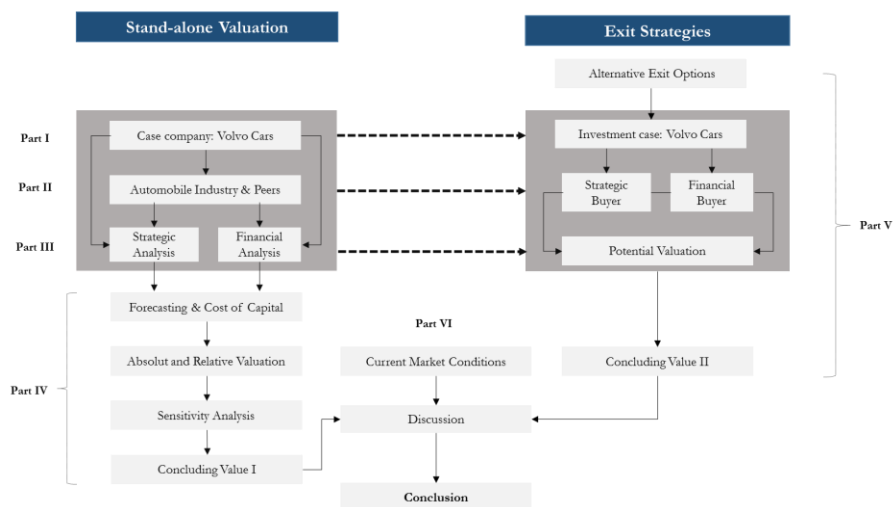 Stand-alone Valuation
Exit Strategies
Alternative Exit Options
Part I
Case company: Volvo Cars
Investment case: Volvo Cars
Part II
Automobile Industry & Peers
Strategic
Buyer
Financial
Buyer
Part V
Part III
Strategic
Analysis
Financial
Analysis
Potential Valuation
Forecasting & Cost of Capital
Part VI
Absolut and Relative Valuation
Current Market Conditions
Concluding Value II
Part IV
Sensitivity Analysis
Discussion
Concluding Value I
Conclusion